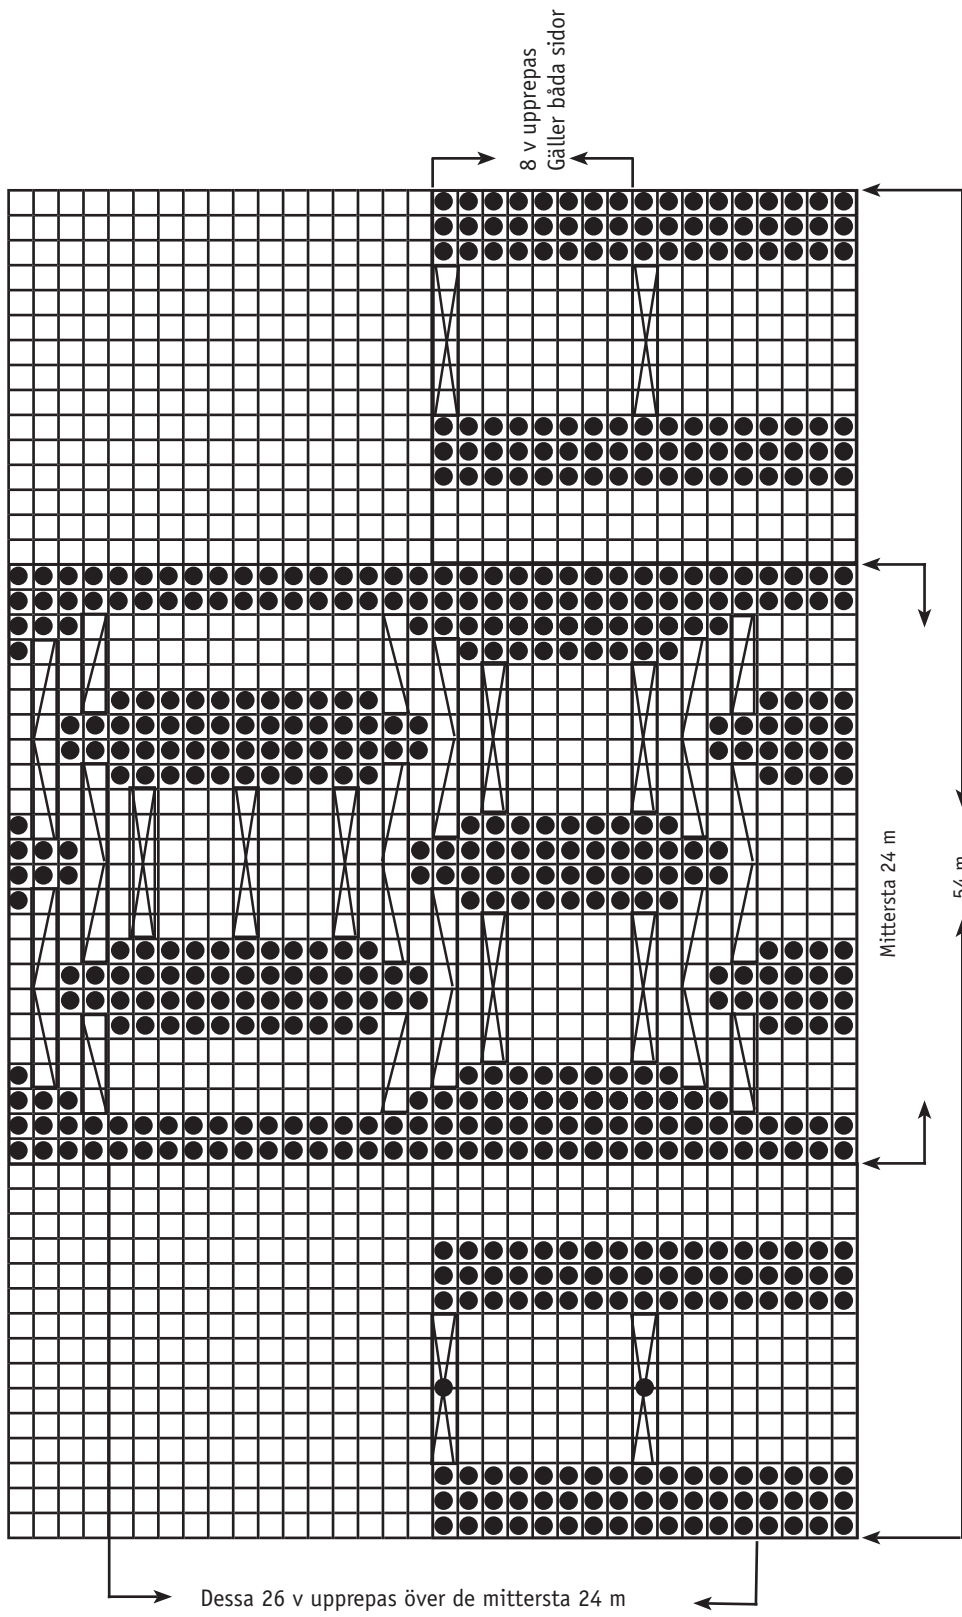 8 v upprepas
Gäller båda sidor
Mittersta 24 m
54 m
Dessa 26 v upprepas över de mittersta 24 m